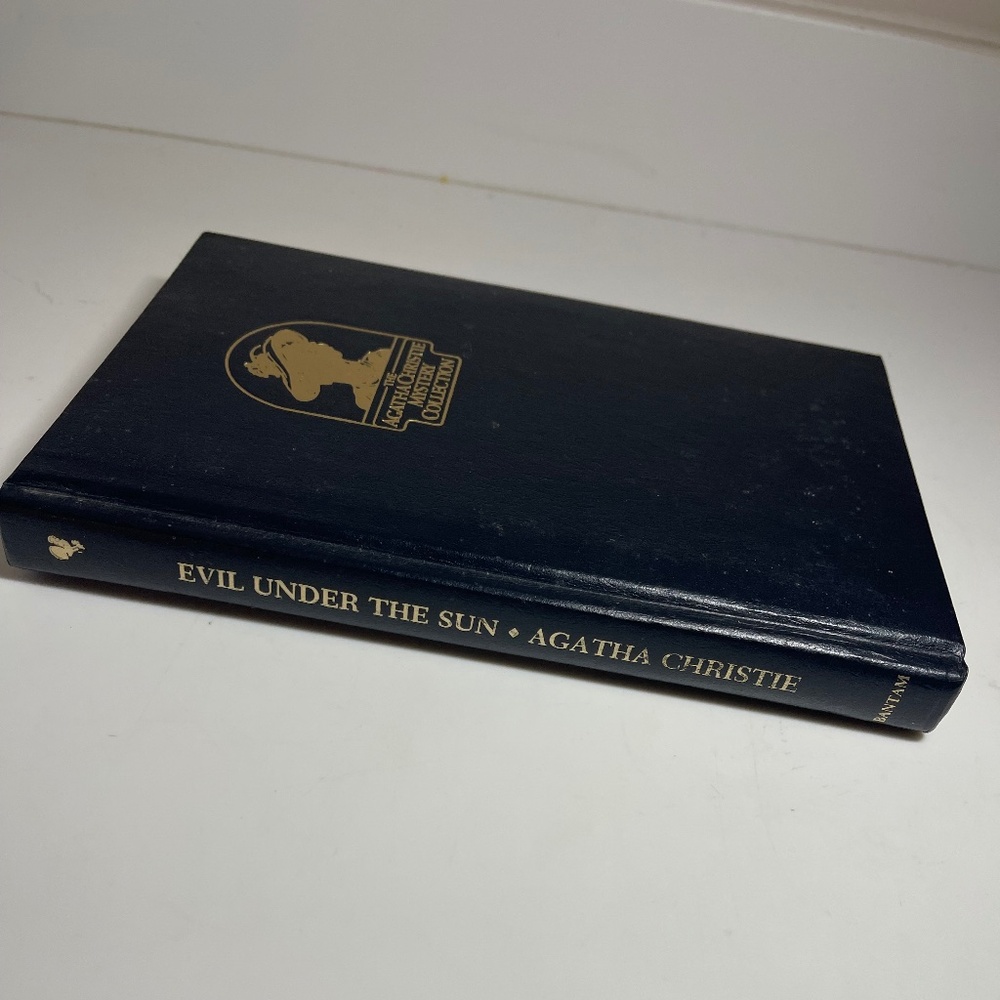 THE
AGATHA CHRISTIE
MYSTERY
COLLECTION
EVIL UNDER THE SUN • AGATHA CHRISTIE
BANTAM